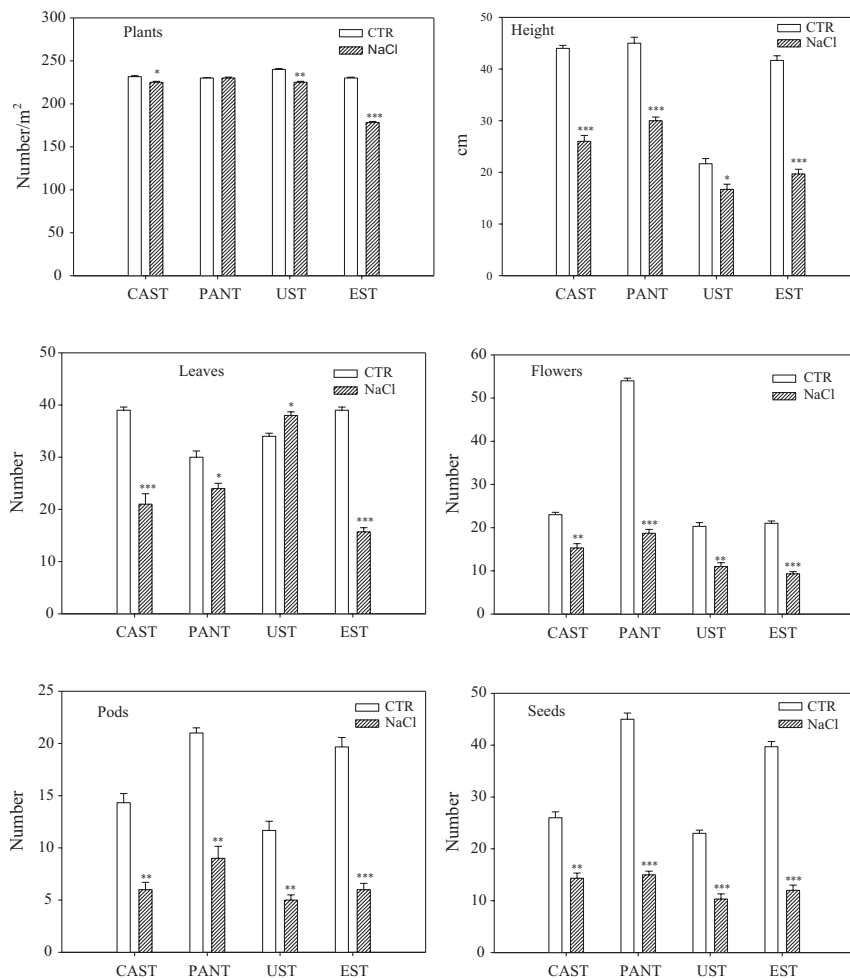 Plants
CTR
NaCl
Number/m²
300
250
200
150
100
50
0
*
**
***
CAST PANT UST EST
Height
CTR
NaCl
cm
50
40
30
20
10
0
***
***
*
***
CAST PANT UST EST
Leaves
CTR
NaCl
Number
50
40
30
20
10
0
***
*
*
***
CAST PANT UST EST
Flowers
CTR
NaCl
Number
60
50
40
30
20
10
0
**
***
**
***
CAST PANT UST EST
Pods
CTR
NaCl
Number
25
20
15
10
5
0
**
**
**
***
CAST PANT UST EST
Seeds
CTR
NaCl
Number
50
40
30
20
10
0
**
***
***
***
CAST PANT UST EST